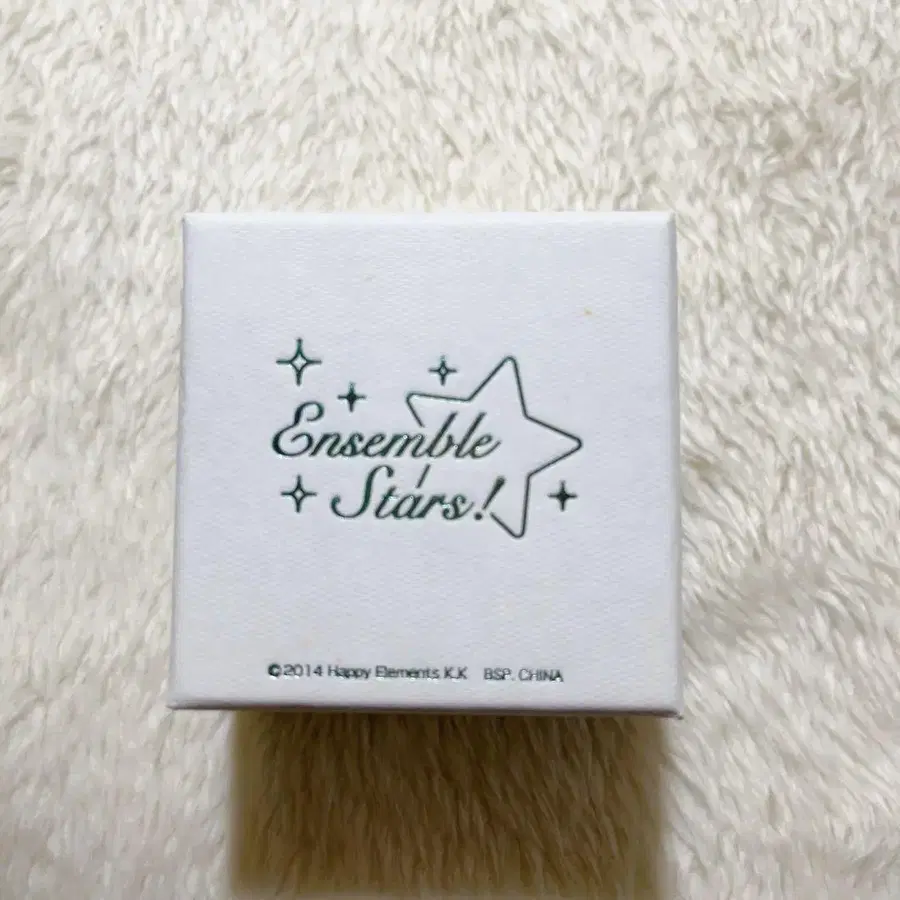 Ensemble
Stars!
©2014 Happy Elements K.K BSP. CHINA